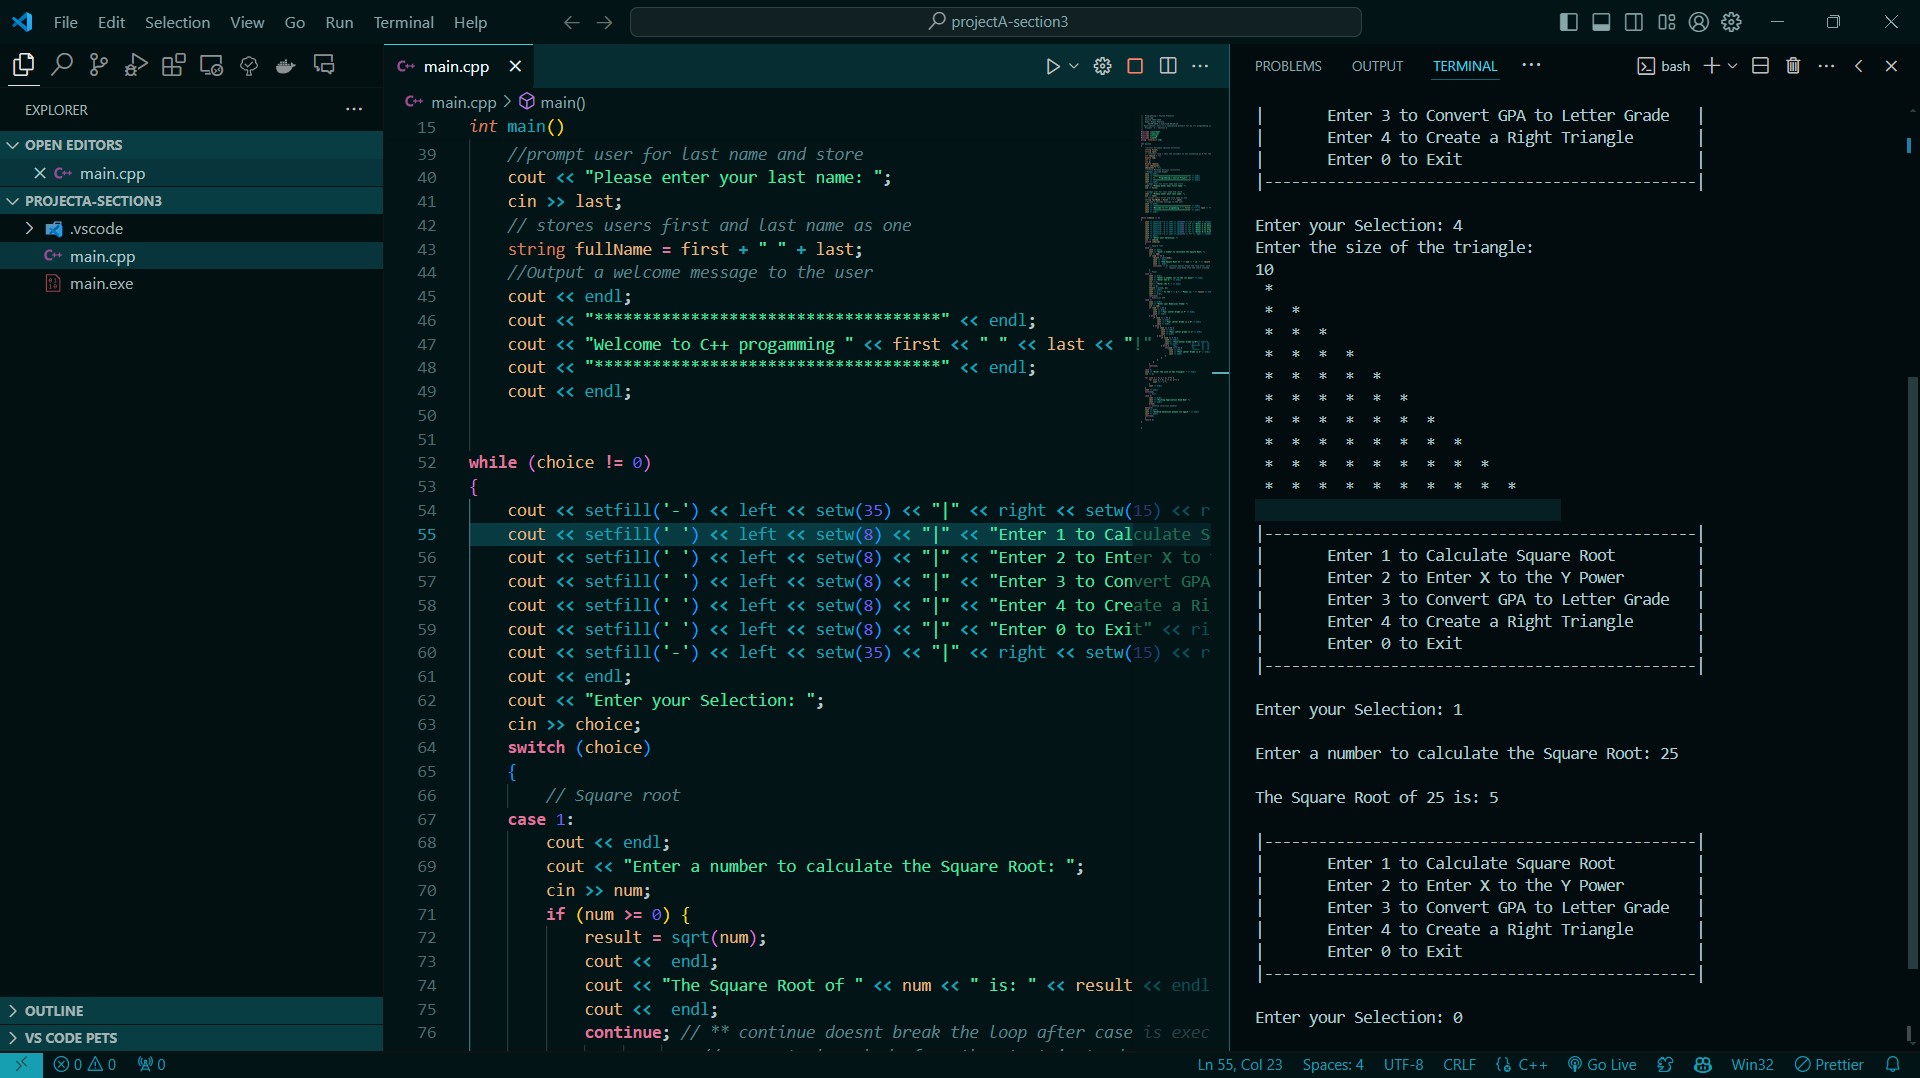 File Edit Selection View Go Run Terminal Help
projectA-section3
EXPLORER
OPEN EDITORS
main.cpp
PROJECTA-SECTION3
.vscode
main.cpp
main.exe
OUTLINE
VS CODE PETS
main.cpp
main.cpp > main()
15 int main()
39 //prompt user for last name and store
40 cout << "Please enter your last name: ";
41 cin >> last;
42 // stores users first and last name as one
43 string fullName = first + " " + last;
44 //Output a welcome message to the user
45 cout << endl;
46 cout << "************************************" << endl;
47 cout << "Welcome to C++ progamming " << first << " " << last << "!" en
48 cout << "************************************" << endl;
49 cout << endl;
50
51
52 while (choice != 0)
53 {
54 cout << setfill('-') << left << setw(35) << "|" << right << setw(15) << r
55 cout << setfill(' ') << left << setw(8) << "|" << "Enter 1 to Calculate S
56 cout << setfill(' ') << left << setw(8) << "|" << "Enter 2 to Enter X to
57 cout << setfill(' ') << left << setw(8) << "|" << "Enter 3 to Convert GPA
58 cout << setfill(' ') << left << setw(8) << "|" << "Enter 4 to Create a Ri
59 cout << setfill(' ') << left << setw(8) << "|" << "Enter 0 to Exit" << ri
60 cout << setfill('-') << left << setw(35) << "|" << right << setw(15) << r
61 cout << endl;
62 cout << "Enter your Selection: ";
63 cin >> choice;
64 switch (choice)
65 {
66 // Square root
67 case 1:
68 cout << endl;
69 cout << "Enter a number to calculate the Square Root: ";
70 cin >> num;
71 if (num >= 0) {
72 result = sqrt(num);
73 cout <<  endl;
74 cout << "The Square Root of " << num << " is: " << result << endl
75 cout <<  endl;
76 continue; // ** continue doesnt break the loop after case is exec
PROBLEMS OUTPUT TERMINAL
bash
| Enter 3 to Convert GPA to Letter Grade |
| Enter 4 to Create a Right Triangle |
| Enter 0 to Exit |
|------------------------------------------------|
Enter your Selection: 4
Enter the size of the triangle:
10
*
* *
* * *
* * * *
* * * * *
* * * * * *
* * * * * * *
* * * * * * * *
* * * * * * * * *
* * * * * * * * * *
|------------------------------------------------|
| Enter 1 to Calculate Square Root |
| Enter 2 to Enter X to the Y Power |
| Enter 3 to Convert GPA to Letter Grade |
| Enter 4 to Create a Right Triangle |
| Enter 0 to Exit |
|------------------------------------------------|
Enter your Selection: 1
Enter a number to calculate the Square Root: 25
The Square Root of 25 is: 5
|------------------------------------------------|
| Enter 1 to Calculate Square Root |
| Enter 2 to Enter X to the Y Power |
| Enter 3 to Convert GPA to Letter Grade |
| Enter 4 to Create a Right Triangle |
| Enter 0 to Exit |
|------------------------------------------------|
Enter your Selection: 0
0 0 0 Ln 55, Col 23 Spaces: 4 UTF-8 CRLF {} C++ Go Live Win32 Prettier